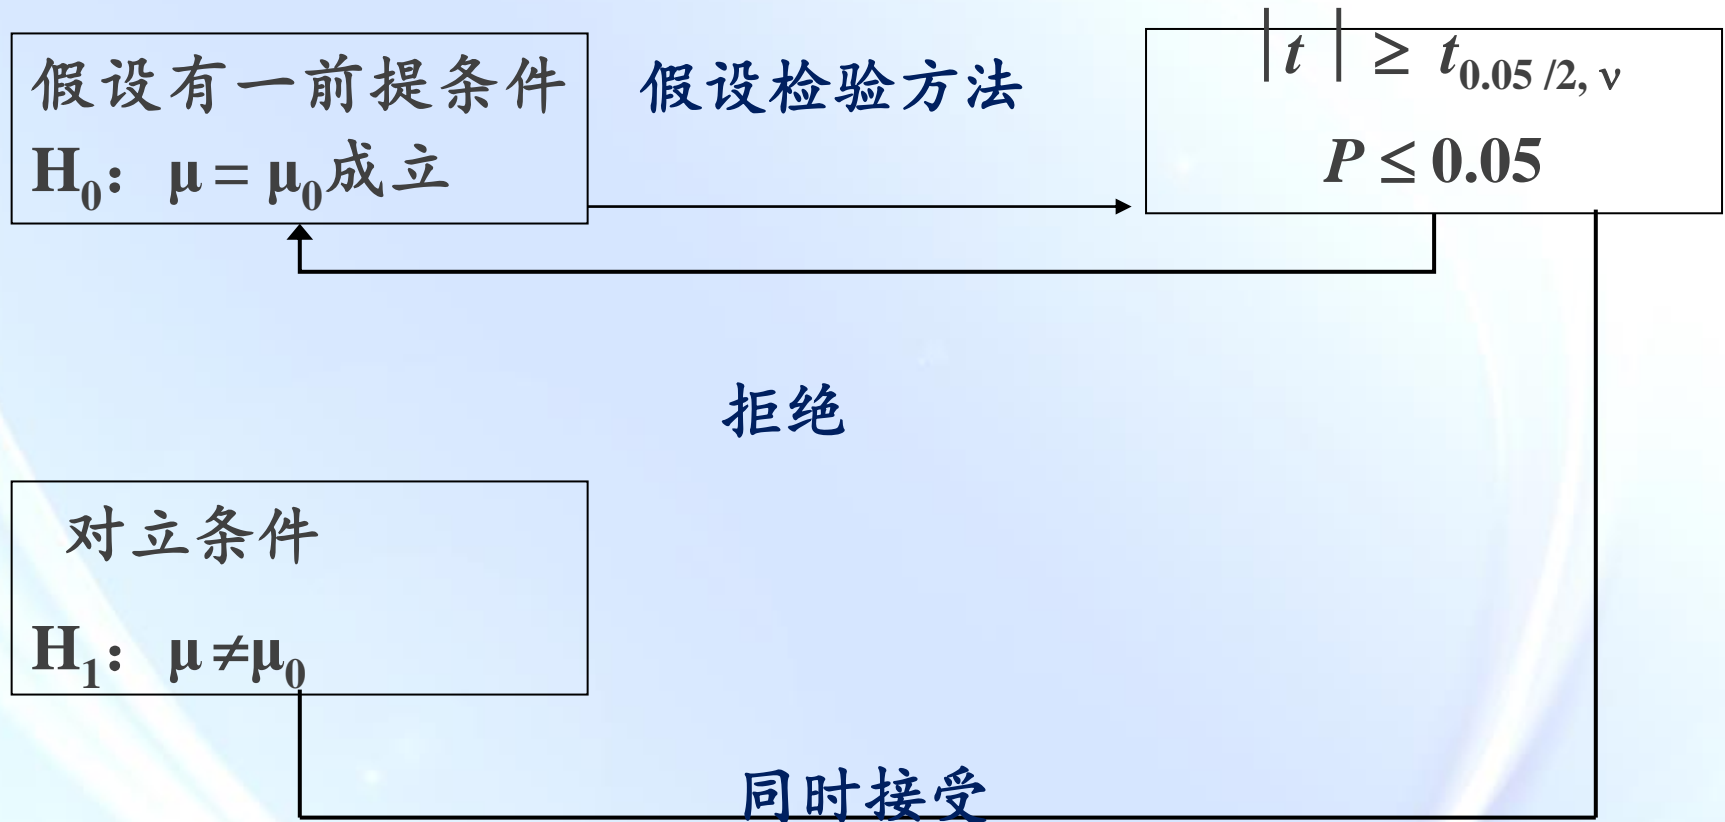 假设有一前提条件
H₀： μ = μ₀成立
假设检验方法
|t| ≥ t₀.₀₅ /₂, ᵥ
P ≤ 0.05
拒绝
对立条件
H₁： μ ≠μ₀
同时接受